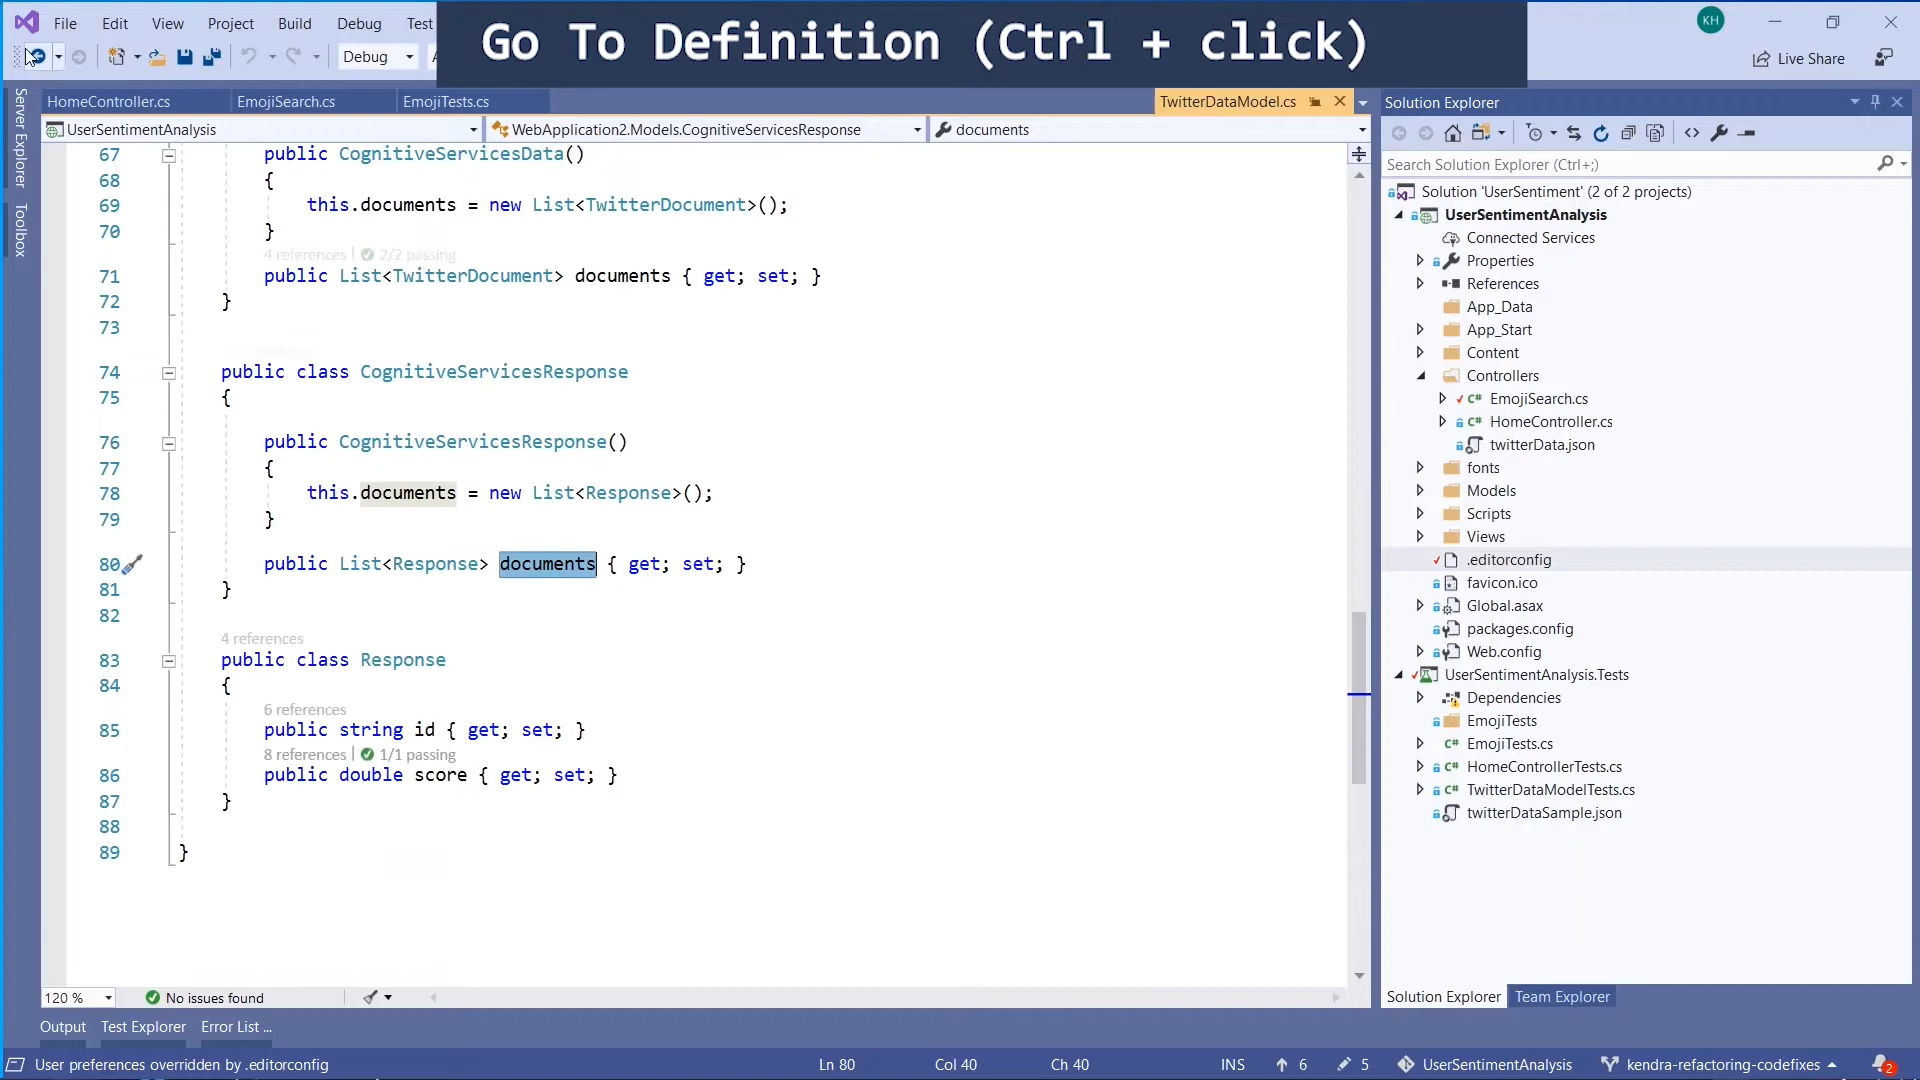 File Edit View Project Build Debug Test
Go To Definition (Ctrl + click)
KH
Debug
Live Share
Server Explorer
Toolbox
HomeController.cs EmojiSearch.cs EmojiTests.cs TwitterDataModel.cs
UserSentimentAnalysis WebApplication2.Models.CognitiveServicesResponse documents
67 public CognitiveServicesData()
68 {
69 this.documents = new List<TwitterDocument>();
70 }
4 references | 2/2 passing
71 public List<TwitterDocument> documents { get; set; }
72 }
73
74 public class CognitiveServicesResponse
75 {
76 public CognitiveServicesResponse()
77 {
78 this.documents = new List<Response>();
79 }
80 public List<Response> documents { get; set; }
81 }
82
4 references
83 public class Response
84 {
6 references
85 public string id { get; set; }
8 references | 1/1 passing
86 public double score { get; set; }
87 }
88
89 }
120 % No issues found
Solution Explorer
Search Solution Explorer (Ctrl+;)
Solution 'UserSentiment' (2 of 2 projects)
UserSentimentAnalysis
Connected Services
Properties
References
App_Data
App_Start
Content
Controllers
C# EmojiSearch.cs
C# HomeController.cs
twitterData.json
fonts
Models
Scripts
Views
.editorconfig
favicon.ico
Global.asax
packages.config
Web.config
UserSentimentAnalysis.Tests
Dependencies
EmojiTests
C# EmojiTests.cs
C# HomeControllerTests.cs
C# TwitterDataModelTests.cs
twitterDataSample.json
Solution Explorer Team Explorer
Output Test Explorer Error List ...
User preferences overridden by .editorconfig Ln 80 Col 40 Ch 40 INS 6 5 UserSentimentAnalysis kendra-refactoring-codefixes 2